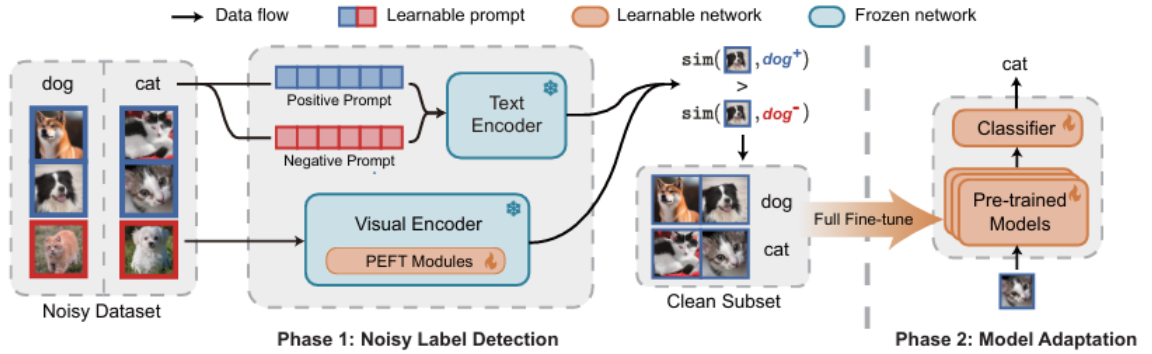 Data flow
Learnable prompt
Learnable network
Frozen network
dog
cat
Noisy Dataset
Positive Prompt
Negative Prompt
Text
Encoder
Visual Encoder
PEFT Modules
Phase 1: Noisy Label Detection
sim( ,dog⁺)
>
sim( ,dog⁻)
dog
cat
Clean Subset
Full Fine-tune
cat
Classifier
Pre-trained
Models
Phase 2: Model Adaptation